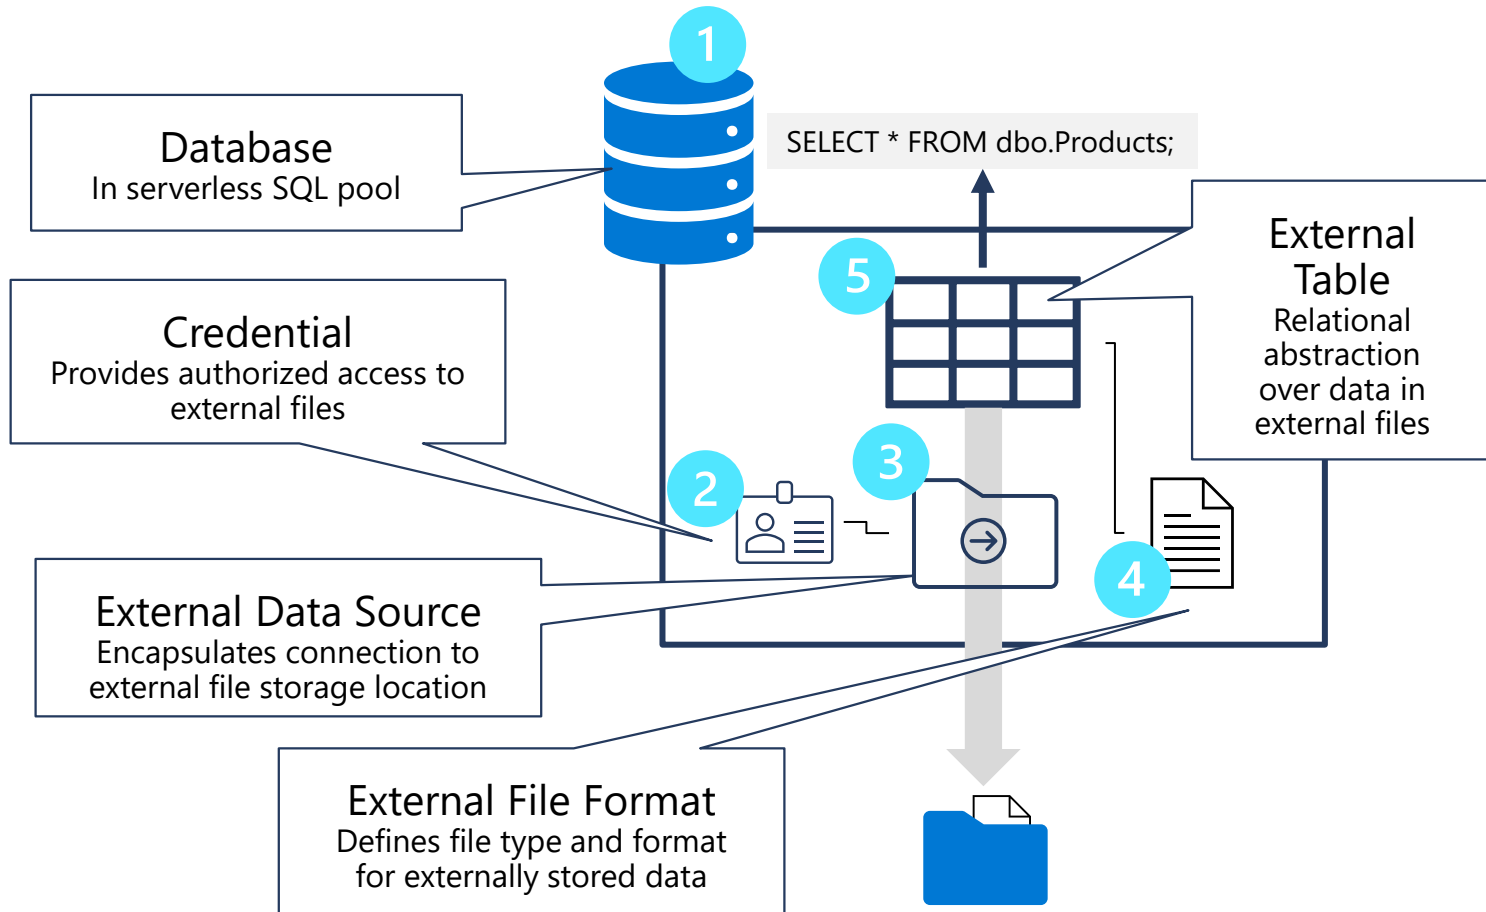 1
Database
In serverless SQL pool
SELECT * FROM dbo.Products;
External
Table
Relational
abstraction
over data in
external files
5
Credential
Provides authorized access to
external files
2
3
4
External Data Source
Encapsulates connection to
external file storage location
External File Format
Defines file type and format
for externally stored data